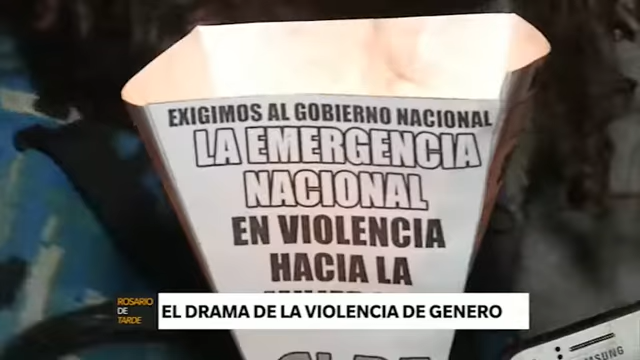 EXIGIMOS AL GOBIERNO NACIONAL
LA EMERGENCIA
NACIONAL
EN VIOLENCIA
HACIA LA
ROSARIO
DE
TARDE
EL DRAMA DE LA VIOLENCIA DE GENERO
SAMSUNG